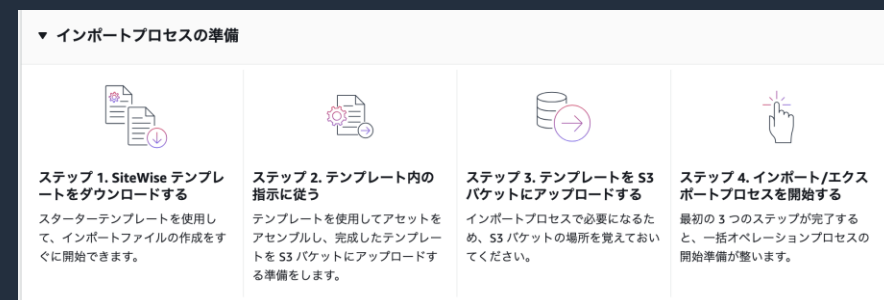 ▼ インポートプロセスの準備
ステップ 1. SiteWise テンプレ
ートをダウンロードする
スターターテンプレートを使用し
て、インポートファイルの作成をす
ぐに開始できます。
ステップ 2. テンプレート内の
指示に従う
テンプレートを使用してアセットを
アセンブルし、完成したテンプレー
トを S3 バケットにアップロードす
る準備をします。
ステップ 3. テンプレートを S3
バケットにアップロードする
インポートプロセスで必要になるた
め、S3 バケットの場所を覚えておい
てください。
ステップ 4. インポート/エクス
ポートプロセスを開始する
最初の 3 つのステップが完了する
と、一括オペレーションプロセスの
開始準備が整います。